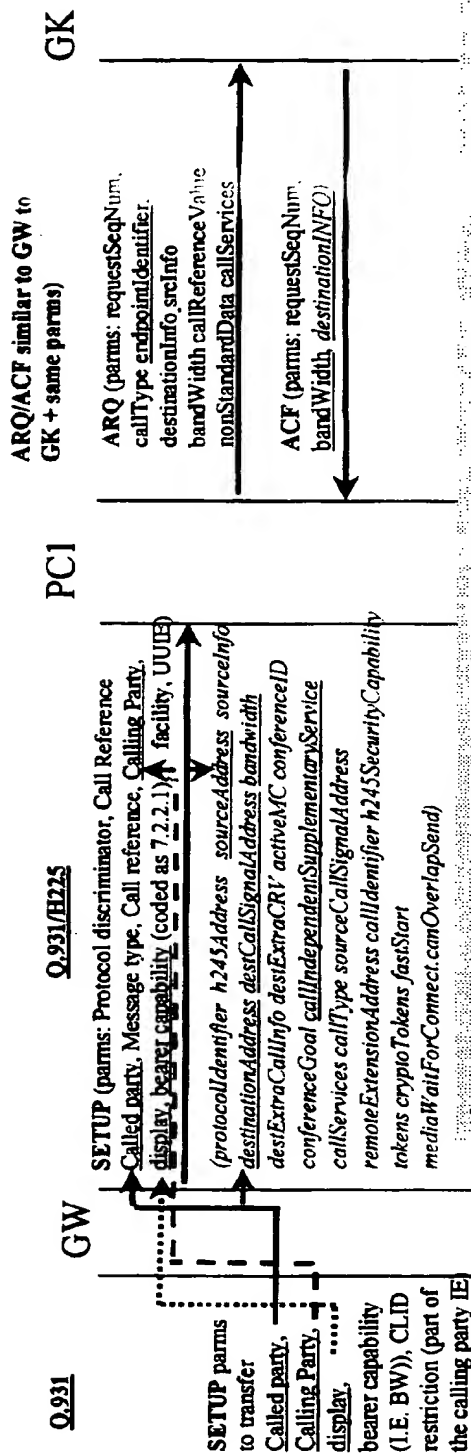 Q.931
GW
Q.931/H225
PC1
ARQ/ACF similar to GW to
GK + same parms)
GK
SETUP parms
to transfer
Called party,
Calling Party,
display,
bearer capability
(I.E. BW)), CLID
restriction (part of
the calling party IE)
SETUP (parms: Protocol discriminator, Call Reference
Called party, Message type, Call reference, Calling Party,
display, bearer capability (coded as 7.2.2.1), facility, UUIE)
(protocolIdentifier h245Address sourceAddress sourceInfo
destinationAddress destCallSignalAddress bandwidth
destExtraCallInfo destExtraCRV activeMC conferenceID
conferenceGoal callIndependentSupplementaryService
callServices callType sourceCallSignalAddress
remoteExtensionAddress callIdentifier h245SecurityCapability
tokens cryptoTokens fastStart
mediaWaitForConnect.canOverlapSend)
ARQ (parms: requestSeqNum,
callType endpointIdentifier,
destinationInfo srcInfo
bandWidth callReferenceValue
nonStandardData callServices
ACF (parms: requestSeqNum,
bandWidth, destinationINFO)